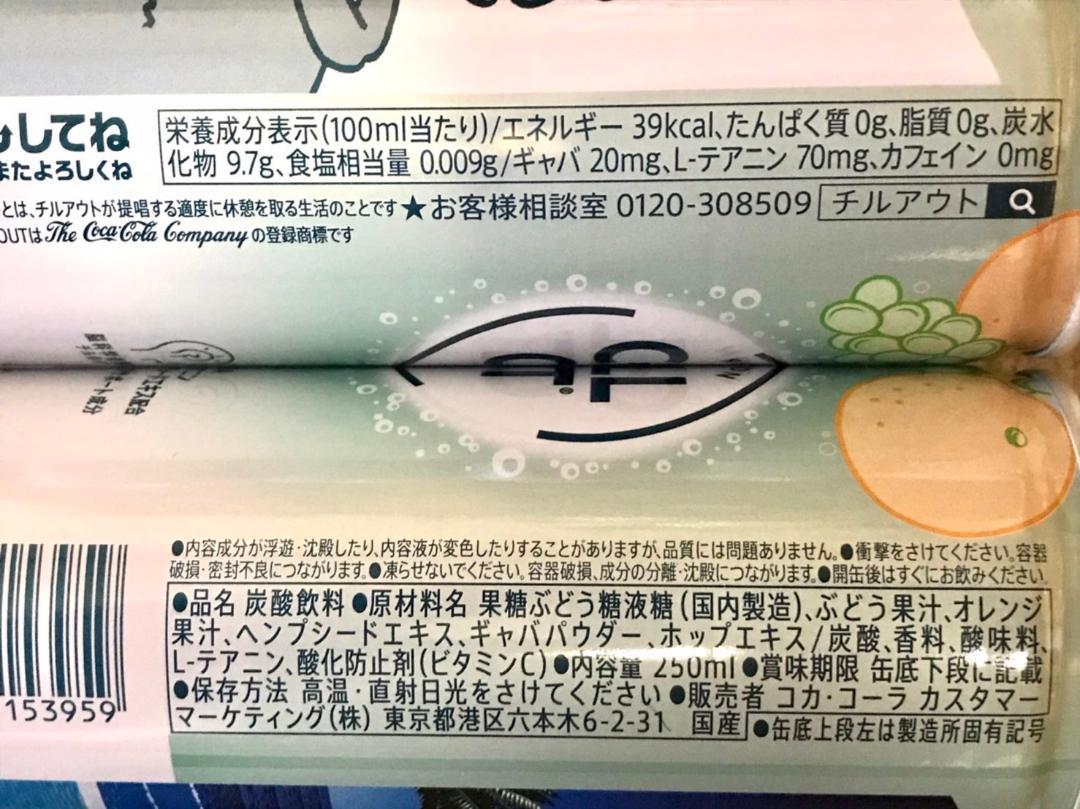 してね
またよろしくね
栄養成分表示(100ml当たり)/エネルギー 39kcal、たんぱく質0g、脂質0g、炭水
化物 9.7g、食塩相当量 0.009g/ギャバ 20mg、L-テアニン 70mg、カフェイン 0mg
とは、チルアウトが提唱する適度に休憩を取る生活のことです★お客様相談室 0120-308509 チルアウト
OUTはThe Coca-Cola Companyの登録商標です
●内容成分が浮遊・沈殿したり、内容液が変色したりすることがありますが、品質には問題ありません。●衝撃をさけてください。容器
破損・密封不良につながります。●凍らせないでください。容器破損、成分の分離・沈殿につながります。●開缶後はすぐにお飲みください。
●品名 炭酸飲料 ●原材料名 果糖ぶどう糖液糖(国内製造)、ぶどう果汁、オレンジ
果汁、ヘンプシードエキス、ギャバパウダー、ホップエキス/炭酸、香料、酸味料、
L-テアニン、酸化防止剤(ビタミンC) ●内容量 250ml ●賞味期限 缶底下段に記載
●保存方法 高温・直射日光をさけてください ●販売者 コカ・コーラ カスタマー
マーケティング(株) 東京都港区六本木6-2-31 国産
●缶底上段左は製造所固有記号
153959